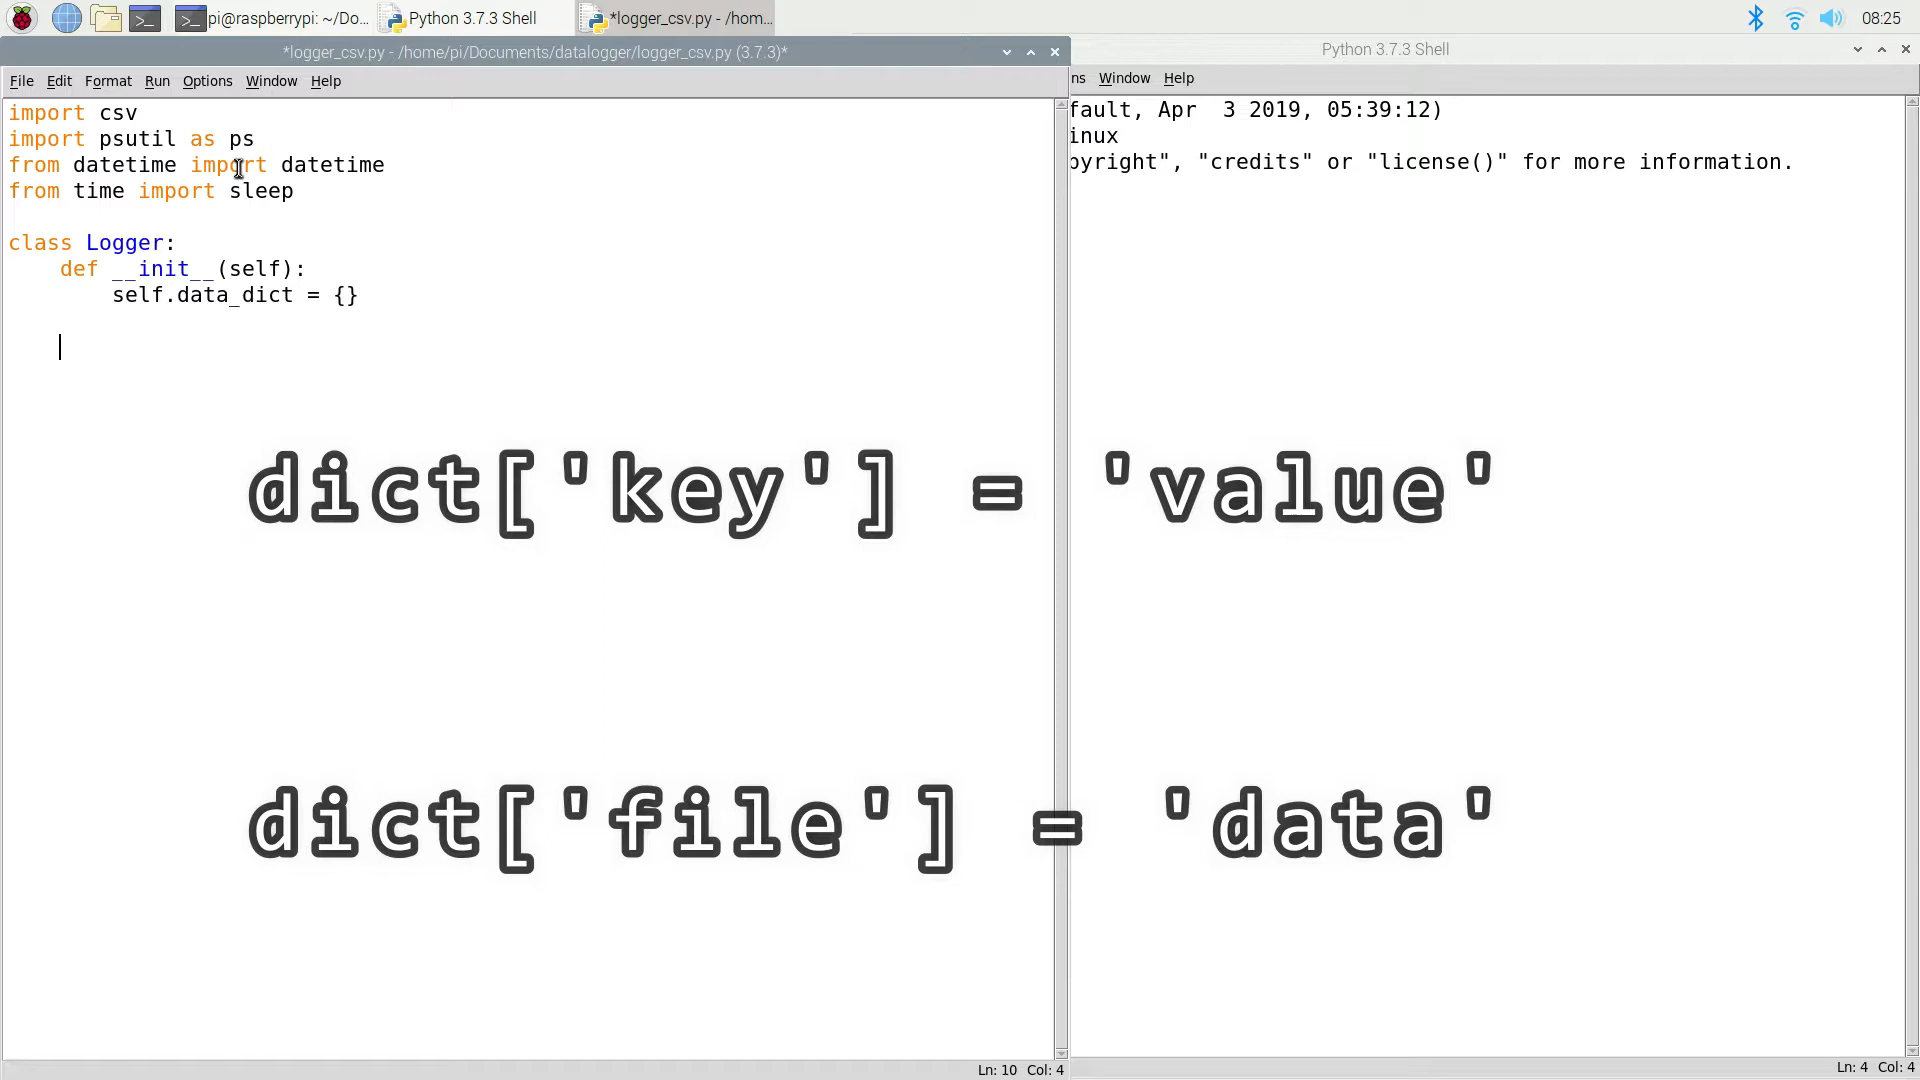 pi@raspberrypi: ~/Do...
Python 3.7.3 Shell
*logger_csv.py - /hom...
08:25
*logger_csv.py - /home/pi/Documents/datalogger/logger_csv.py (3.7.3)*
File Edit Format Run Options Window Help
import csv
import psutil as ps
from datetime import datetime
from time import sleep
class Logger:
    def __init__(self):
        self.data_dict = {}
Ln: 10 Col: 4
Python 3.7.3 Shell
ns Window Help
fault, Apr  3 2019, 05:39:12)
inux
pyright", "credits" or "license()" for more information.
dict['key'] = 'value'
dict['file'] = 'data'
Ln: 4 Col: 4